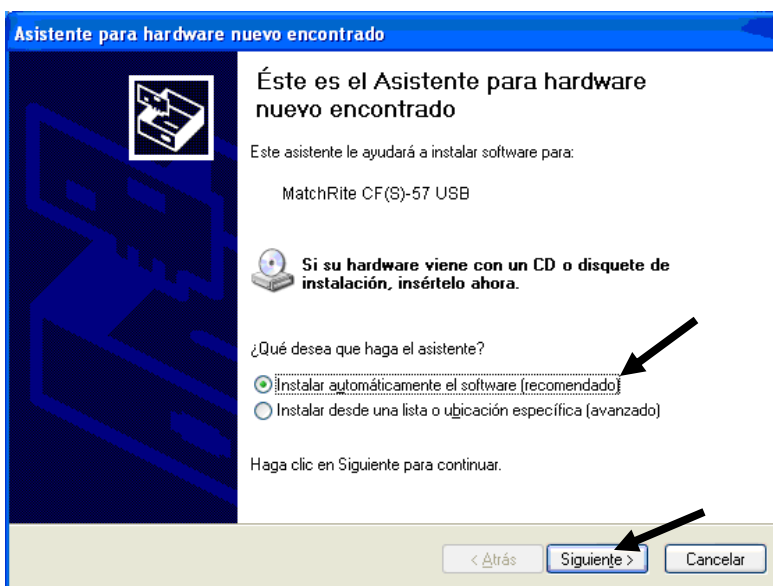 Asistente para hardware nuevo encontrado
Éste es el Asistente para hardware
nuevo encontrado
Este asistente le ayudará a instalar software para:
MatchRite CF(S)-57 USB
Si su hardware viene con un CD o disquete de
instalación, insértelo ahora.
¿Qué desea que haga el asistente?
Instalar automáticamente el software (recomendado)
Instalar desde una lista o ubicación específica (avanzado)
Haga clic en Siguiente para continuar.
< Atrás
Siguiente >
Cancelar